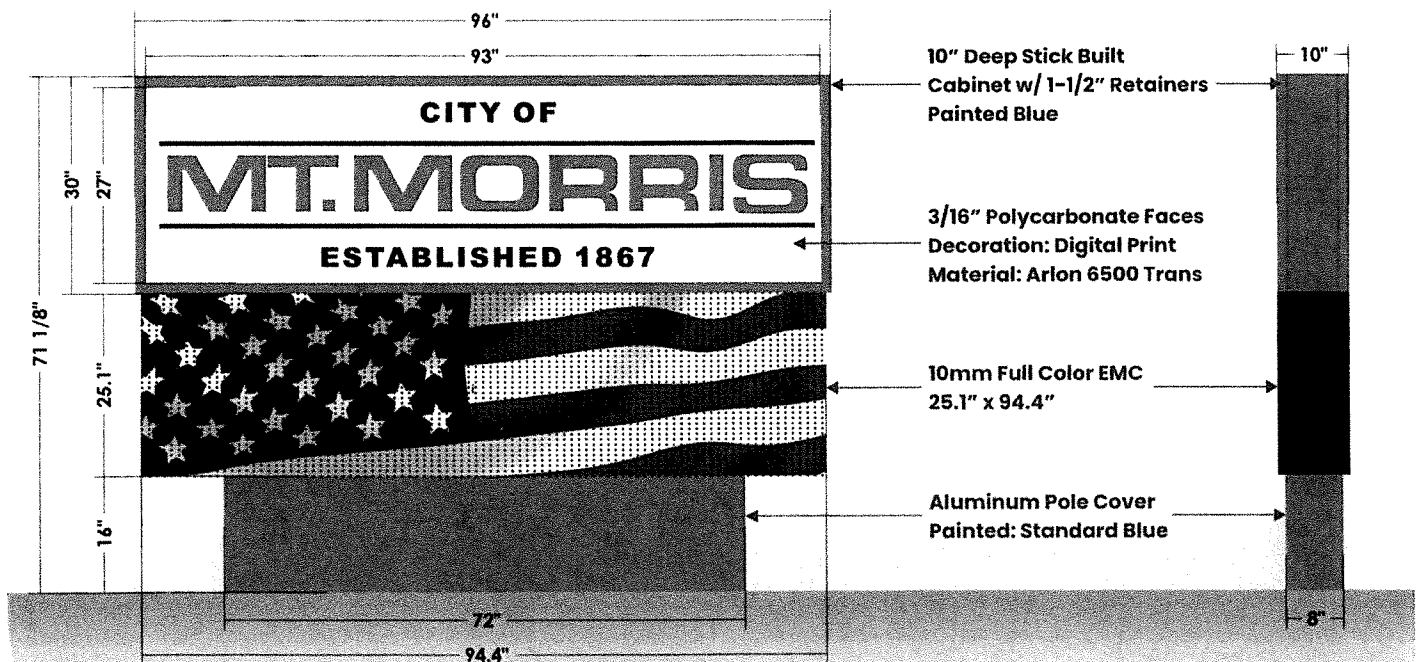 96"
93"
10" Deep Stick Built
Cabinet w/ 1-1/2" Retainers
Painted Blue
10"
CITY OF
MT. MORRIS
ESTABLISHED 1867
30"
27"
3/16" Polycarbonate Faces
Decoration: Digital Print
Material: Arlon 6500 Trans
71 1/8"
25.1"
10mm Full Color EMC
25.1" x 94.4"
16"
Aluminum Pole Cover
Painted: Standard Blue
72"
8"
94.4"